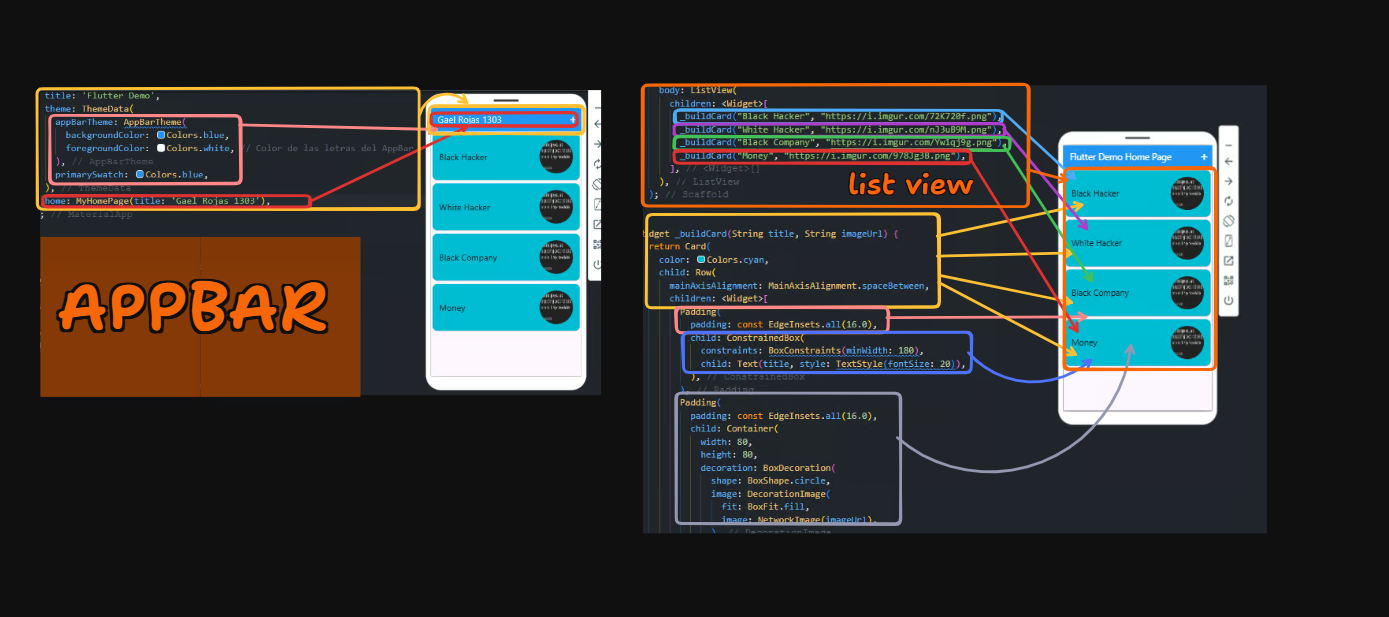 title: 'Flutter Demo',
theme: ThemeData(
appBarTheme: AppBarTheme(
backgroundColor: Colors.blue,
foregroundColor: Colors.white, // Color de las letras del AppBar
), // AppBarTheme
primarySwatch: Colors.blue,
), // ThemeData
home: MyHomePage(title: 'Gael Rojas 1303'),
; // MaterialApp
APPBAR
Gael Rojas 1303
+
Black Hacker
White Hacker
Black Company
Money
body: ListView(
children: <Widget>[
_buildCard("Black Hacker", "https://i.imgur.com/72K720f.png"),
_buildCard("White Hacker", "https://i.imgur.com/nJ3uB9M.png"),
_buildCard("Black Company", "https://i.imgur.com/Yw1qj9g.png"),
_buildCard("Money", "https://i.imgur.com/978Jg3B.png"),
], // <Widget>[]
), // ListView
); // Scaffold
list view
idget _buildCard(String title, String imageUrl) {
return Card(
color: Colors.cyan,
child: Row(
mainAxisAlignment: MainAxisAlignment.spaceBetween,
children: <Widget>[
Padding(
padding: const EdgeInsets.all(16.0),
child: ConstrainedBox(
constraints: BoxConstraints(minWidth: 180),
child: Text(title, style: TextStyle(fontSize: 20)),
), // ConstrainedBox
), // Padding
Padding(
padding: const EdgeInsets.all(16.0),
child: Container(
width: 80,
height: 80,
decoration: BoxDecoration(
shape: BoxShape.circle,
image: DecorationImage(
fit: BoxFit.fill,
image: NetworkImage(imageUrl),
), // DecorationImage
Flutter Demo Home Page
+
Black Hacker
White Hacker
Black Company
Money